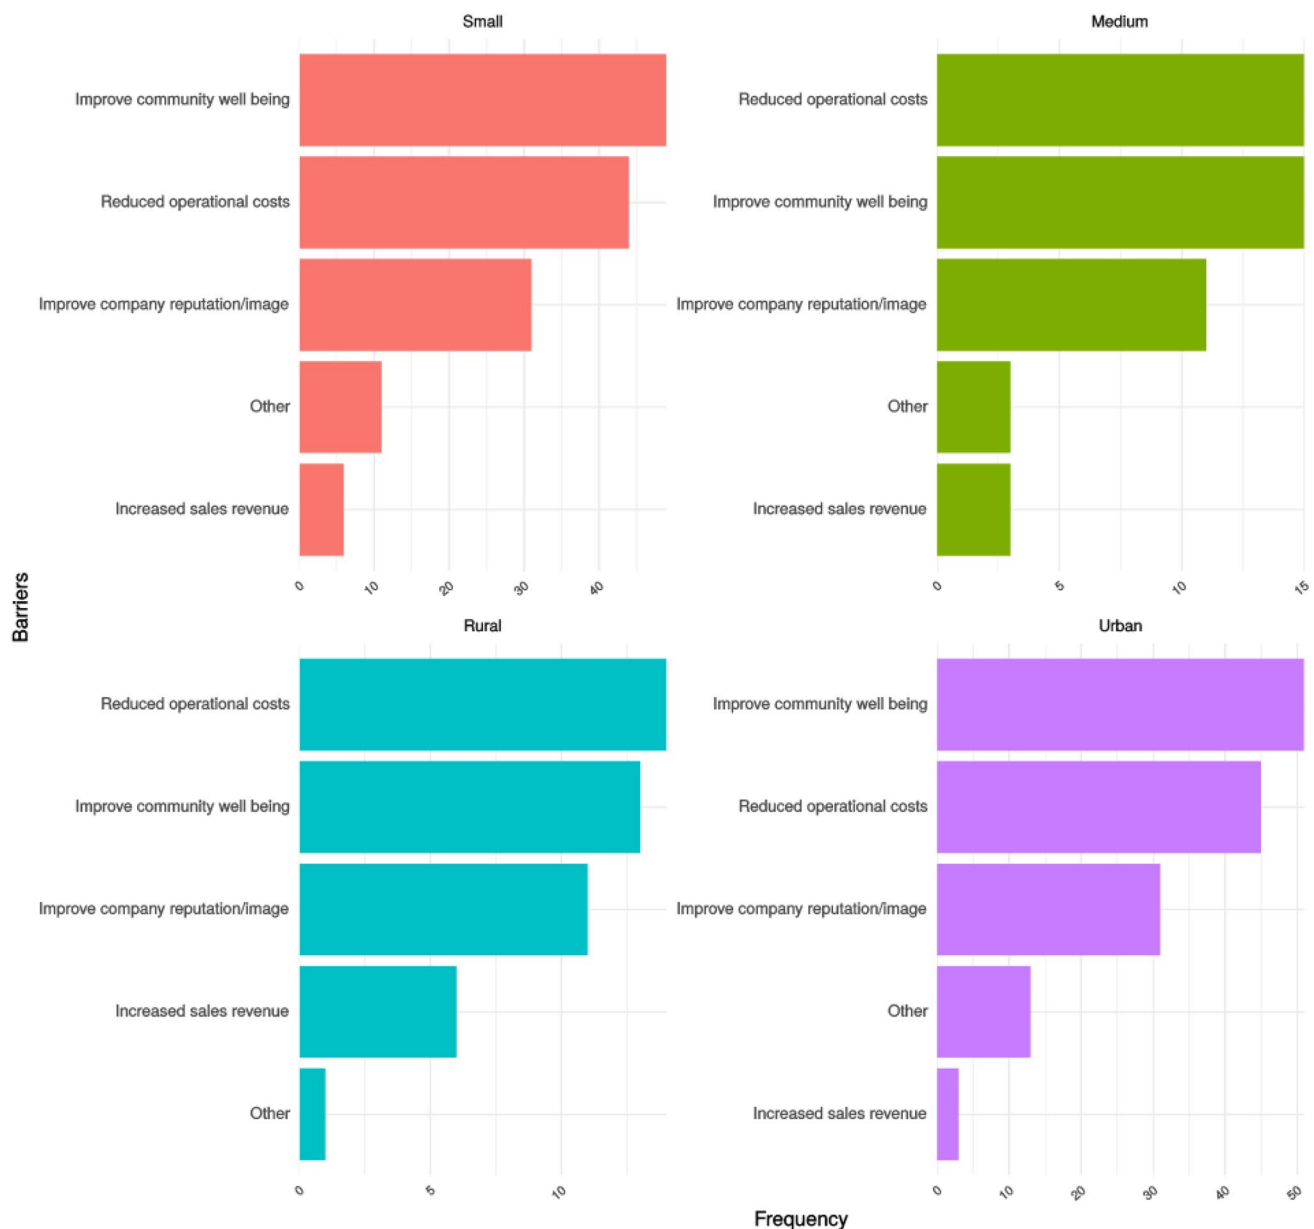 Small
Improve community well being
Reduced operational costs
Improve company reputation/image
Other
Increased sales revenue
0
10
20
30
40
Medium
Reduced operational costs
Improve community well being
Improve company reputation/image
Other
Increased sales revenue
0
5
10
15
Barriers
Rural
Reduced operational costs
Improve community well being
Improve company reputation/image
Increased sales revenue
Other
0
5
10
Urban
Improve community well being
Reduced operational costs
Improve company reputation/image
Other
Increased sales revenue
0
10
20
30
40
50
Frequency